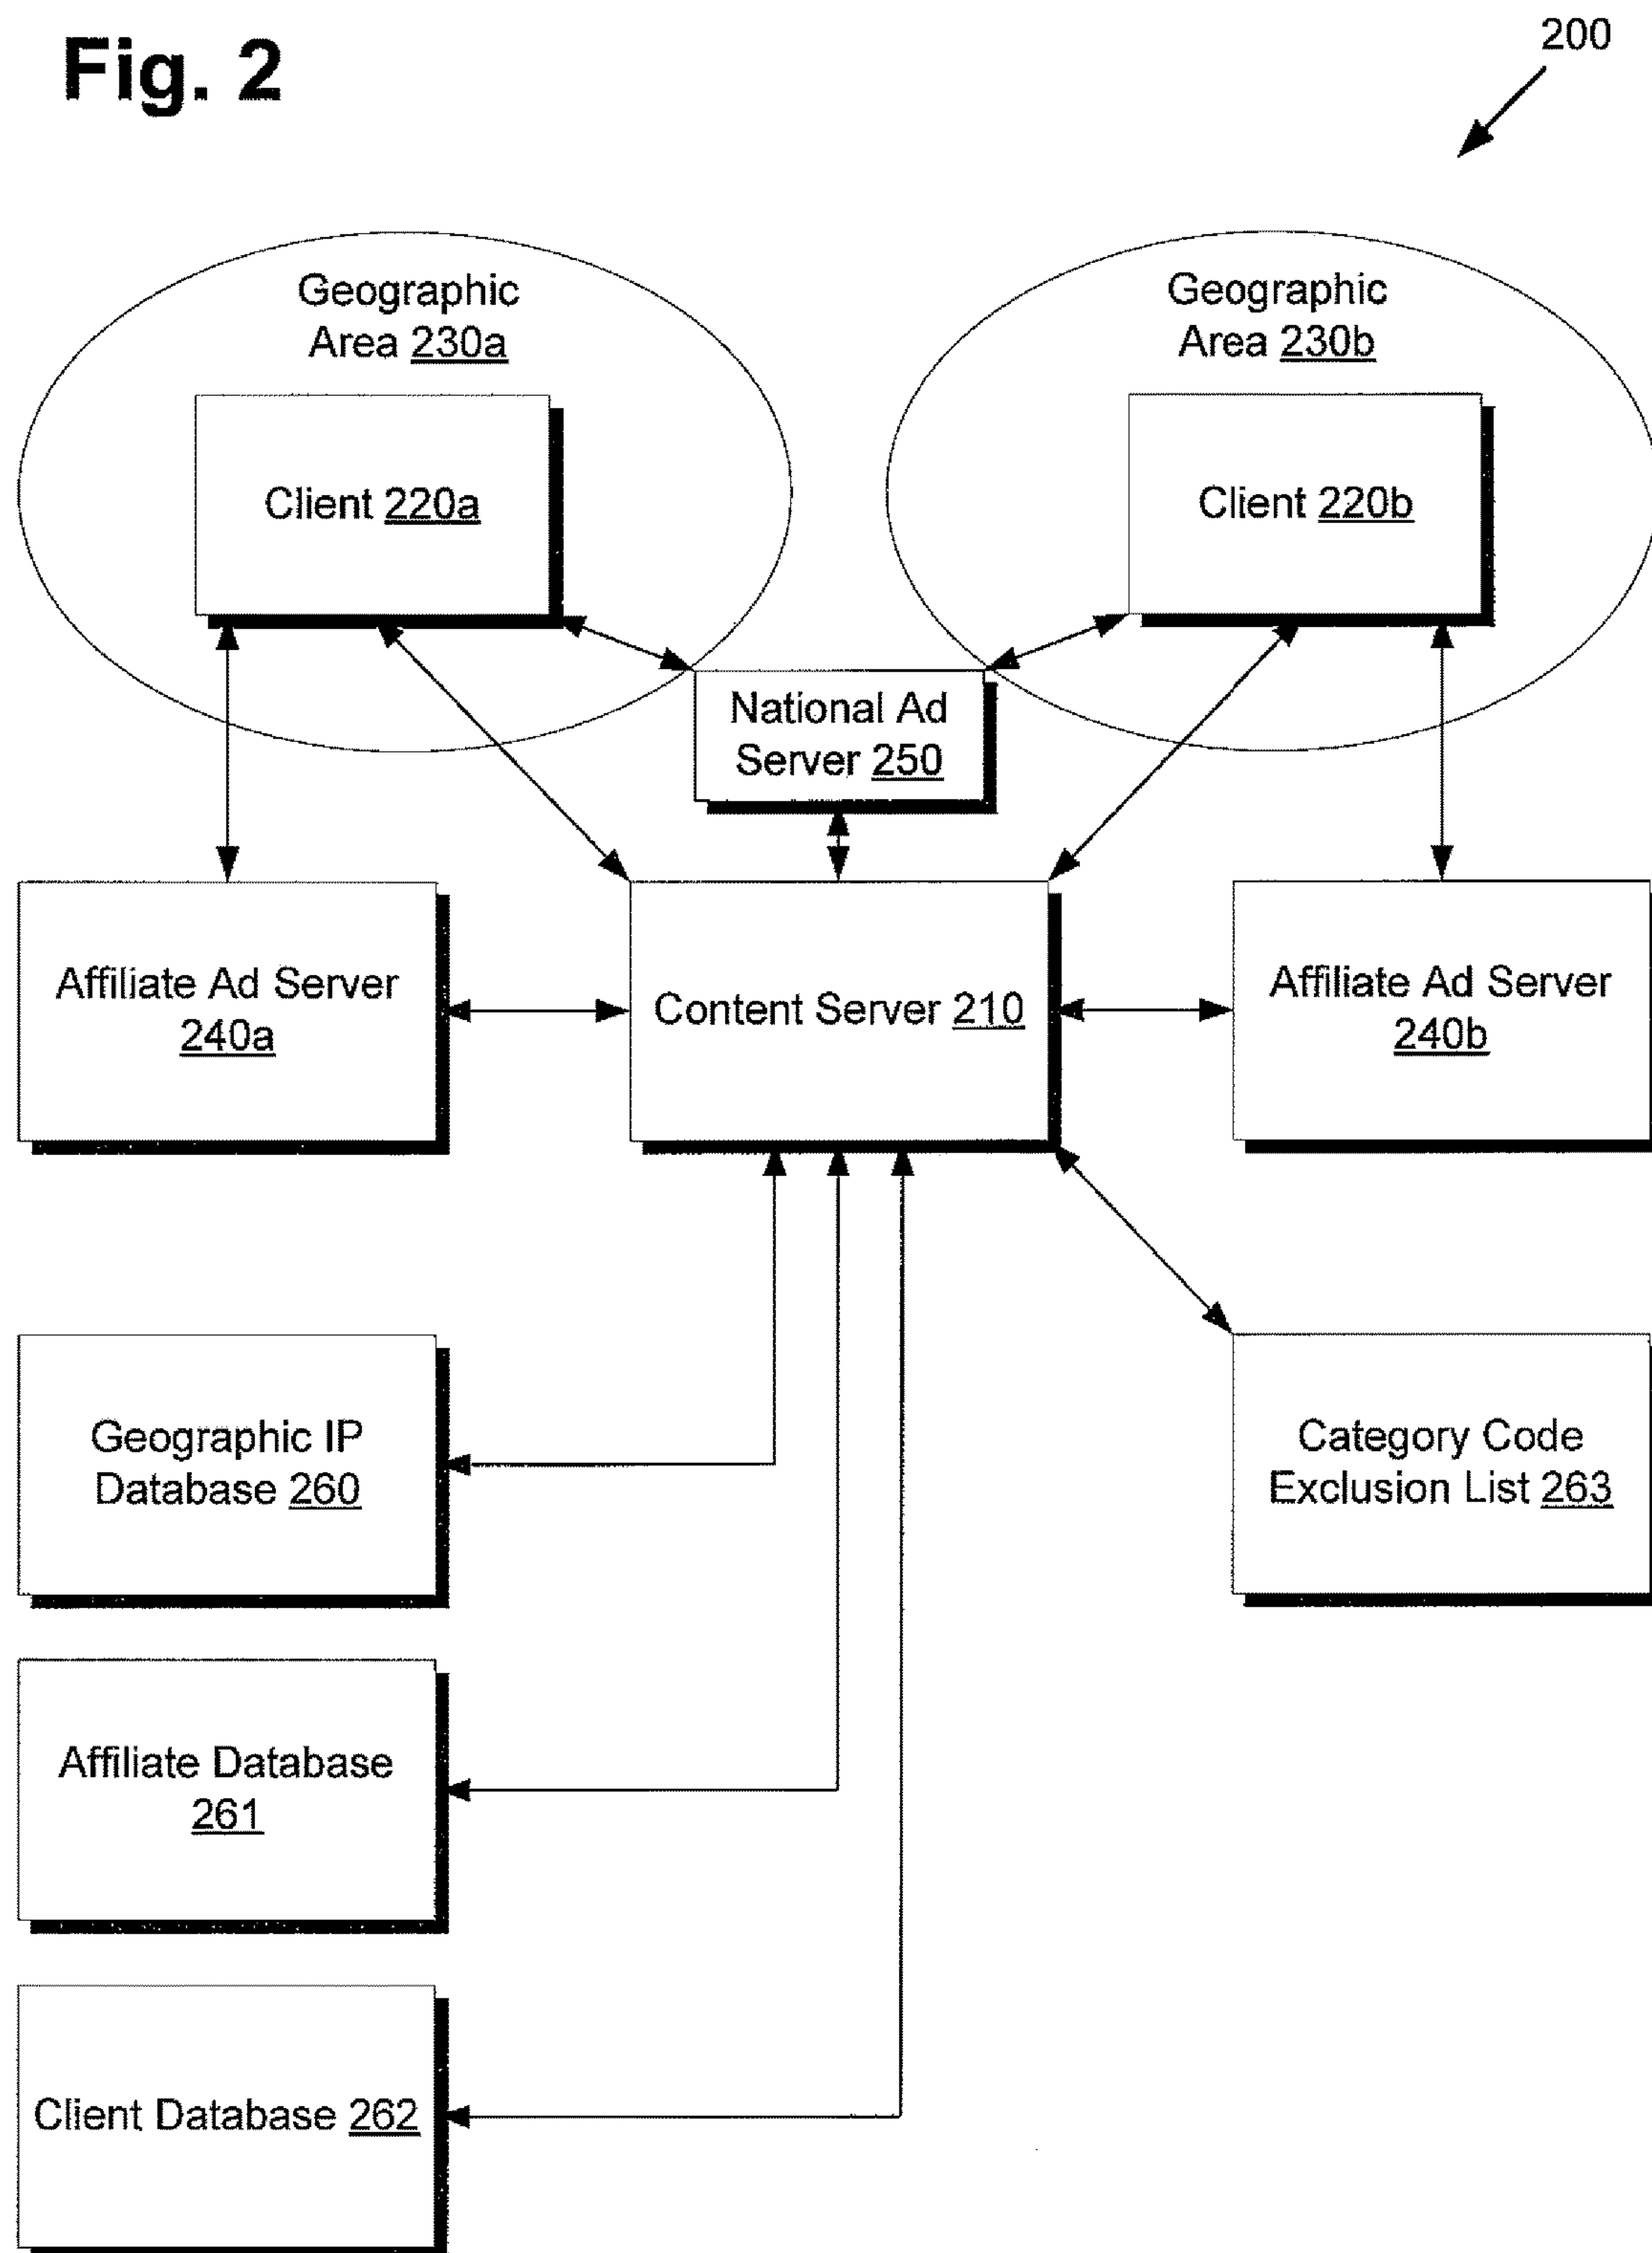 Fig. 2
200
Geographic
Area 230a
Geographic
Area 230b
Client 220a
Client 220b
National Ad
Server 250
Affiliate Ad Server
240a
Content Server 210
Affiliate Ad Server
240b
Geographic IP
Database 260
Category Code
Exclusion List 263
Affiliate Database
261
Client Database 262